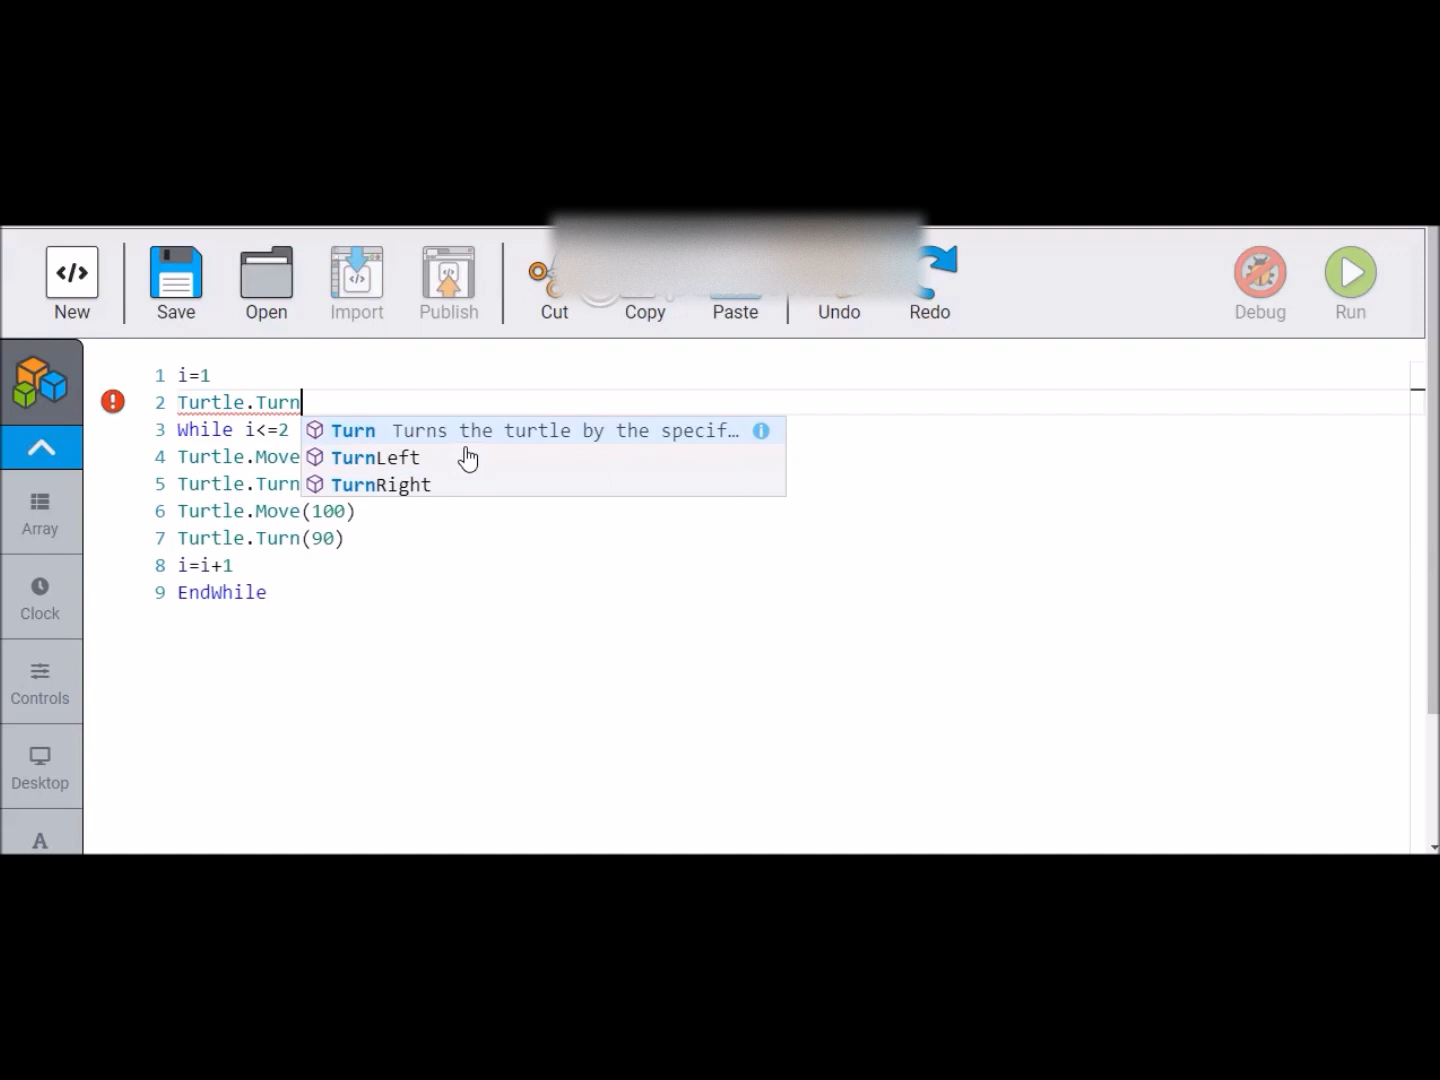 New
Save
Open
Import
Publish
Cut
Copy
Paste
Undo
Redo
Debug
Run
1 i=1
2 Turtle.Turn
Turn Turns the turtle by the specif…
TurnLeft
TurnRight
3 While i<=2
4 Turtle.Move
5 Turtle.Turn
6 Turtle.Move(100)
7 Turtle.Turn(90)
8 i=i+1
9 EndWhile
Array
Clock
Controls
Desktop
A